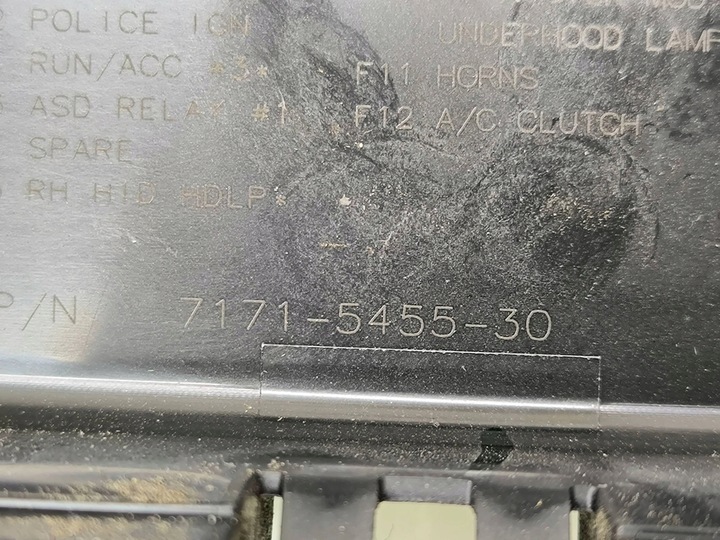 POLICE IGN
UNDERHOOD LAMP
RUN/ACC *3*
F11 HORNS
ASD RELAY #1
F12 A/C CLUTCH
SPARE
RH HID HDLP*
*
P/N 7171-5455-30